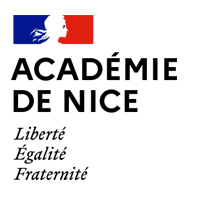 ACADÉMIE
DE NICE
Liberté
Égalité
Fraternité